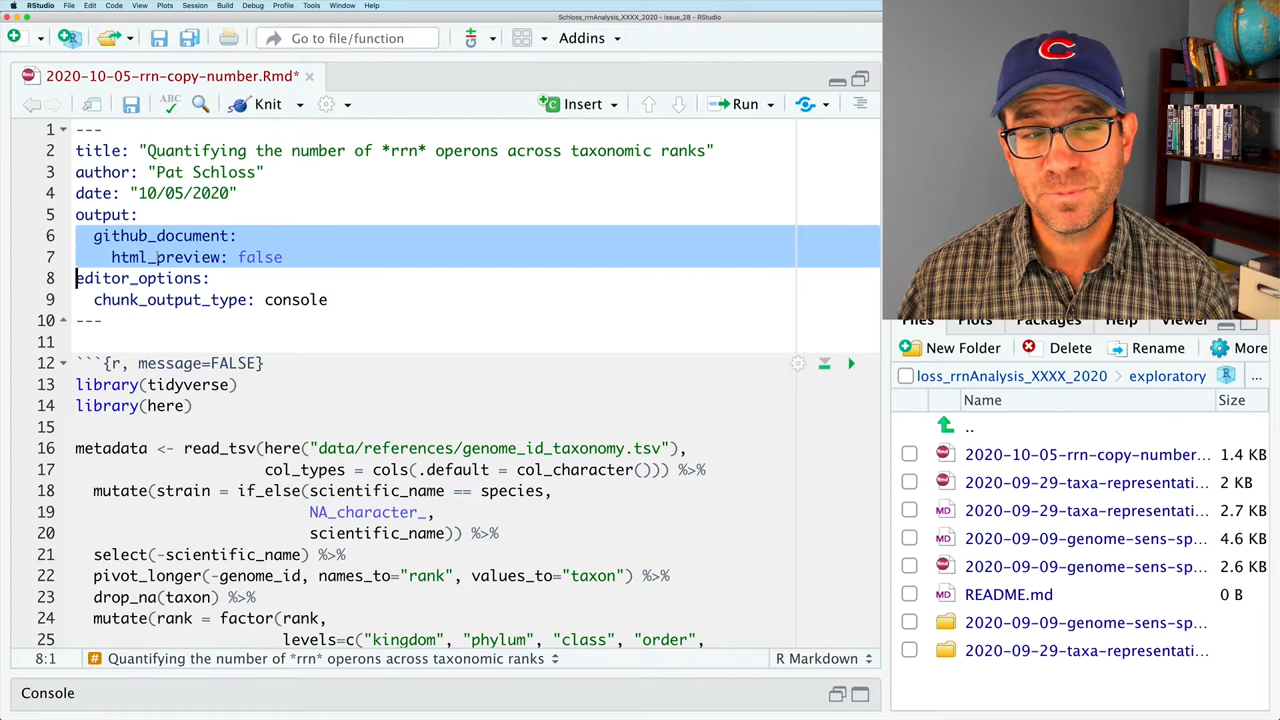 RStudio File Edit Code View Plots Session Build Debug Profile Tools Window Help
Schloss_rrnAnalysis_XXXX_2020 - issue_28 - RStudio
Go to file/function Addins
2020-10-05-rrn-copy-number.Rmd*
ABC Knit Insert Run
1 ---
2 title: "Quantifying the number of *rrn* operons across taxonomic ranks"
3 author: "Pat Schloss"
4 date: "10/05/2020"
5 output:
6 github_document:
7 html_preview: false
8 editor_options:
9 chunk_output_type: console
10 ---
11
12 ```{r, message=FALSE}
13 library(tidyverse)
14 library(here)
15
16 metadata <- read_tsv(here("data/references/genome_id_taxonomy.tsv"),
17 col_types = cols(.default = col_character())) %>%
18 mutate(strain = if_else(scientific_name == species,
19 NA_character_,
20 scientific_name)) %>%
21 select(-scientific_name) %>%
22 pivot_longer(-genome_id, names_to="rank", values_to="taxon") %>%
23 drop_na(taxon) %>%
24 mutate(rank = factor(rank,
25 levels=c("kingdom", "phylum", "class", "order",
8:1 # Quantifying the number of *rrn* operons across taxonomic ranks R Markdown
Console
C
Files Plots Packages Help Viewer
New Folder Delete Rename More
loss_rrnAnalysis_XXXX_2020 > exploratory ...
Name Size
..
2020-10-05-rrn-copy-number... 1.4 KB
2020-09-29-taxa-representati... 2 KB
2020-09-29-taxa-representati... 2.7 KB
2020-09-09-genome-sens-sp... 4.6 KB
2020-09-09-genome-sens-sp... 2.6 KB
README.md 0 B
2020-09-09-genome-sens-sp...
2020-09-29-taxa-representati...